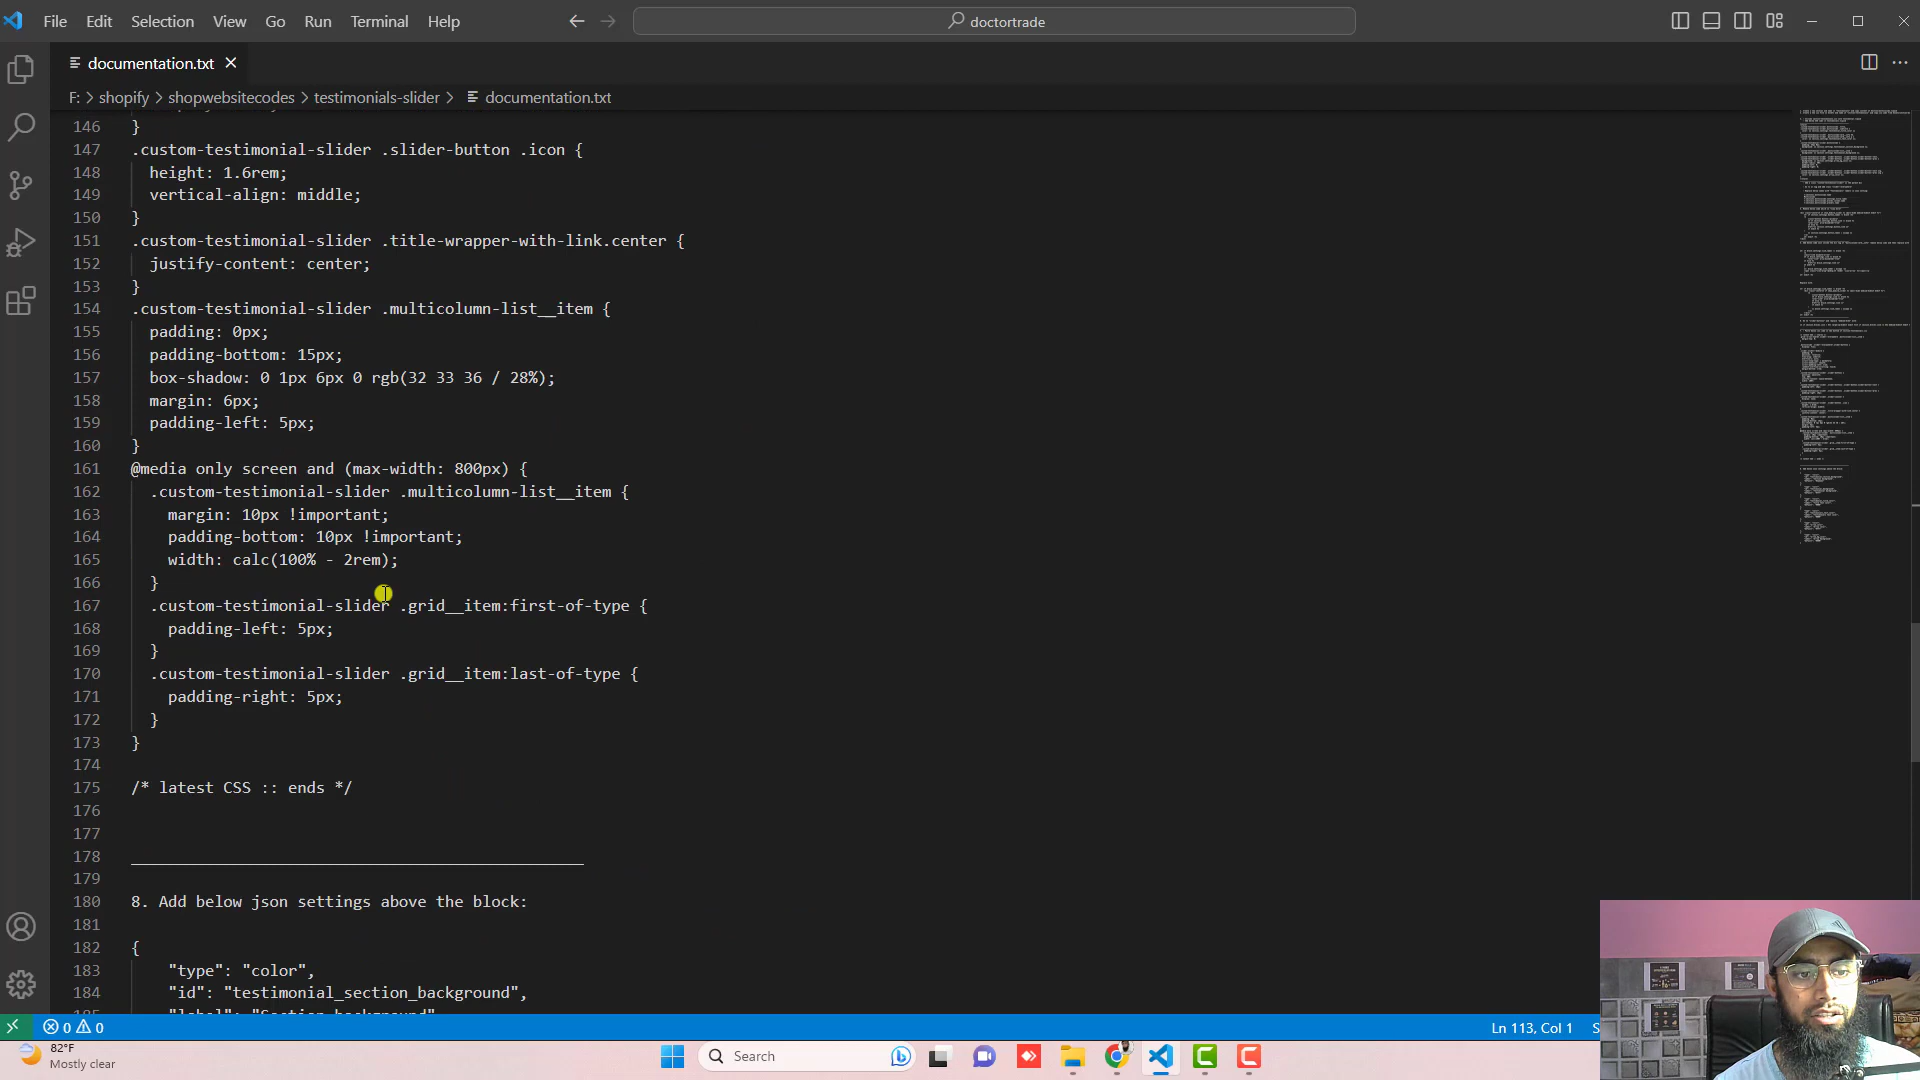 File Edit Selection View Go Run Terminal Help
doctortrade
documentation.txt
F: > shopify > shopwebsitecodes > testimonials-slider > documentation.txt
146 }
147 .custom-testimonial-slider .slider-button .icon {
148 height: 1.6rem;
149 vertical-align: middle;
150 }
151 .custom-testimonial-slider .title-wrapper-with-link.center {
152 justify-content: center;
153 }
154 .custom-testimonial-slider .multicolumn-list__item {
155 padding: 0px;
156 padding-bottom: 15px;
157 box-shadow: 0 1px 6px 0 rgb(32 33 36 / 28%);
158 margin: 6px;
159 padding-left: 5px;
160 }
161 @media only screen and (max-width: 800px) {
162 .custom-testimonial-slider .multicolumn-list__item {
163 margin: 10px !important;
164 padding-bottom: 10px !important;
165 width: calc(100% - 2rem);
166 }
167 .custom-testimonial-slider .grid__item:first-of-type {
168 padding-left: 5px;
169 }
170 .custom-testimonial-slider .grid__item:last-of-type {
171 padding-right: 5px;
172 }
173 }
174
175 /* latest CSS :: ends */
176
177
178 _________________________________________________
179
180 8. Add below json settings above the block:
181
182 {
183 "type": "color",
184 "id": "testimonial_section_background",
0 0 Ln 113, Col 1
82°F
Mostly clear
Search